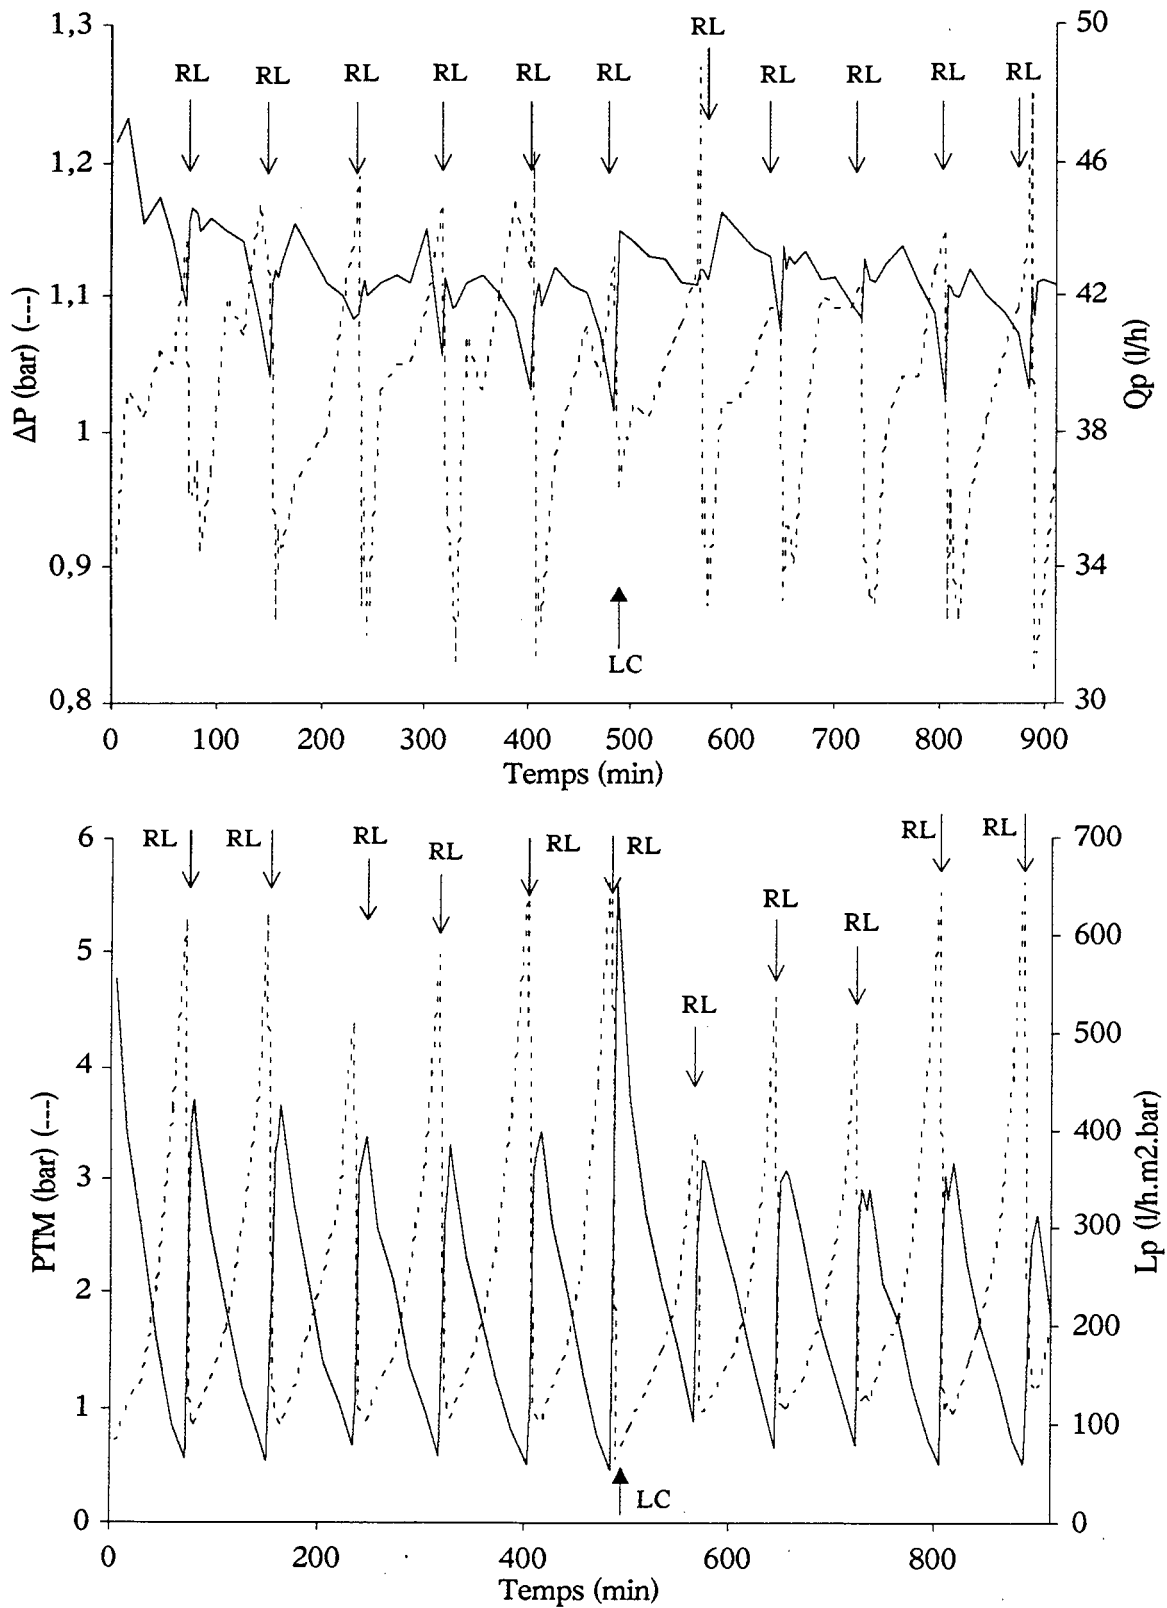 RL
1,3
50
RL RL RL RL RL RL RL RL RL RL
1,2
46
1,1
42
ΔP (bar) (---)
Qp (l/h)
1
38
0,9
34
LC
0,8
30
0 100 200 300 400 500 600 700 800 900
Temps (min)
6
RL RL RL RL RL RL RL RL RL RL RL
700
5
600
4
500
PTM (bar) (---)
Lp (l/h.m2.bar)
400
3
300
2
200
1
100
LC
0
0
0 200 400 600 800
Temps (min)